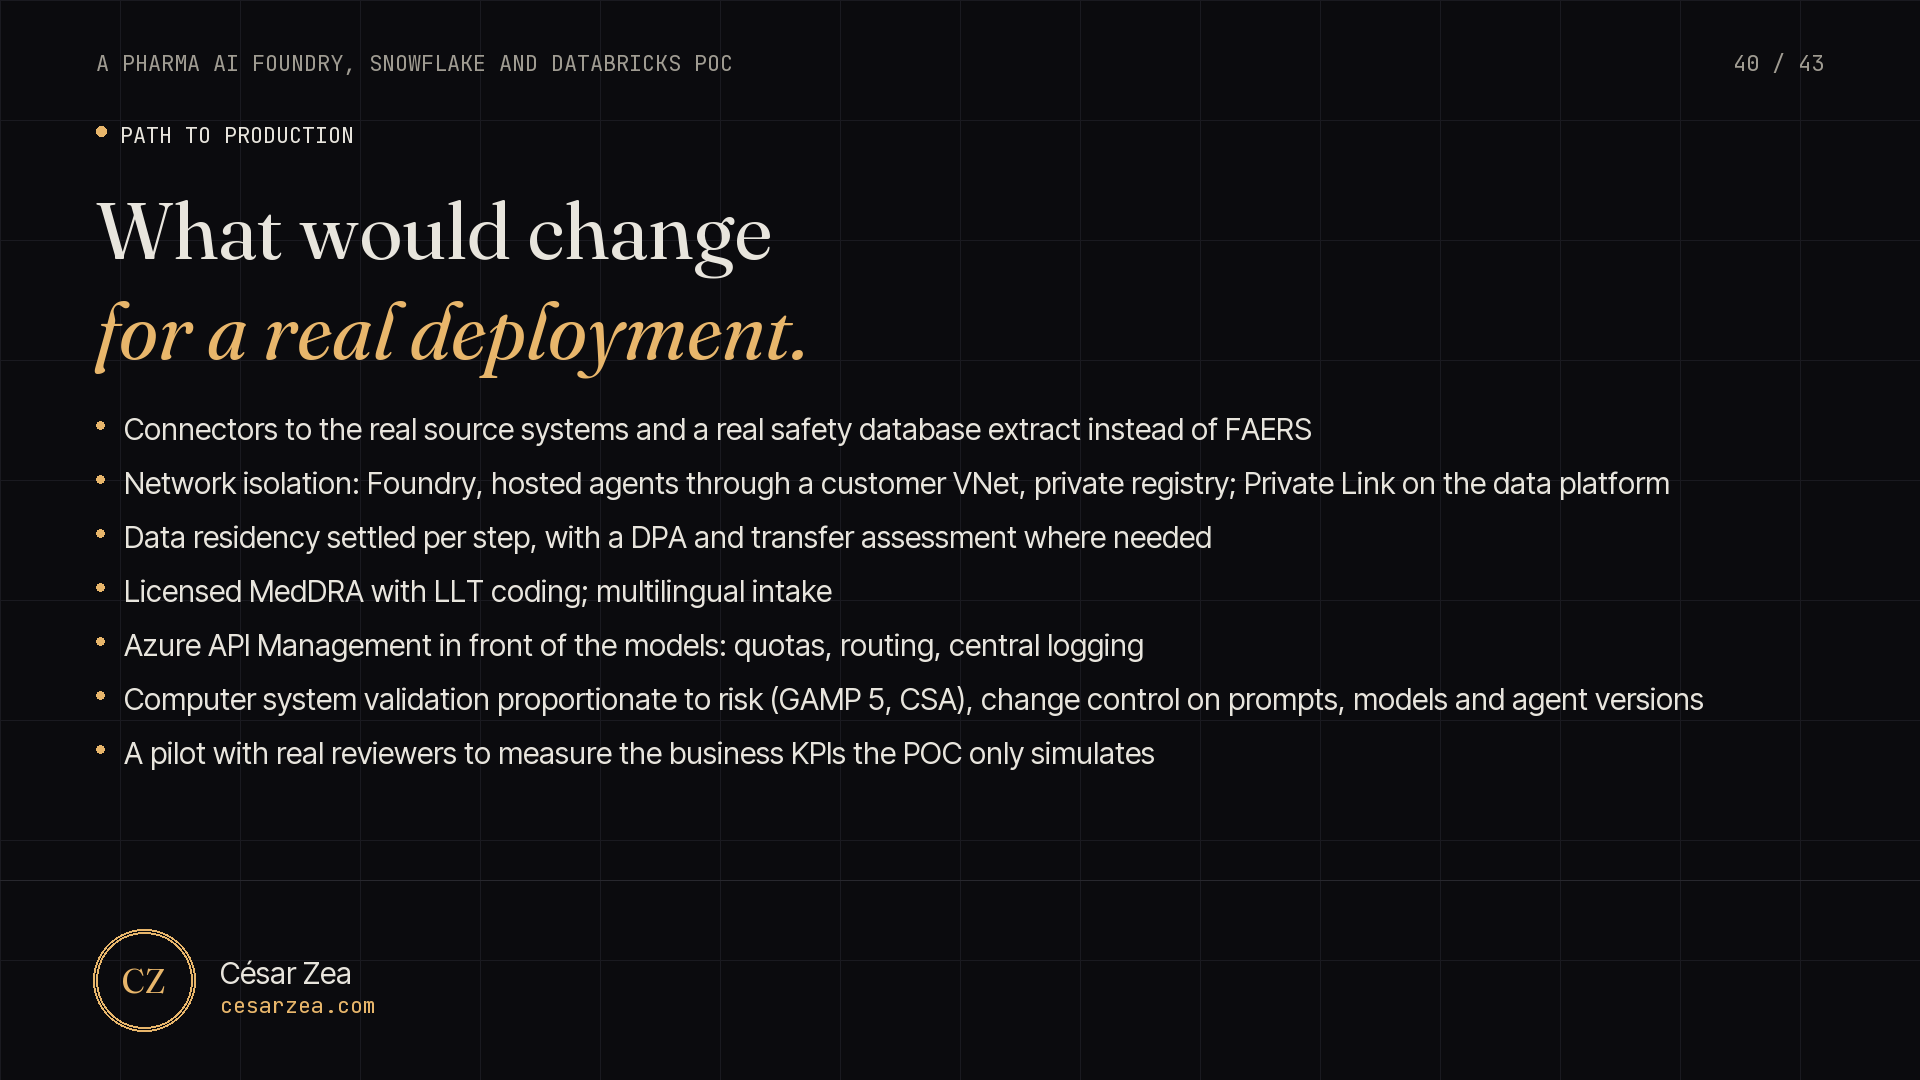 A PHARMA AI FOUNDRY, SNOWFLAKE AND DATABRICKS POC
40 / 43
PATH TO PRODUCTION
What would change
for a real deployment.
Connectors to the real source systems and a real safety database extract instead of FAERS
Network isolation: Foundry, hosted agents through a customer VNet, private registry; Private Link on the data platform
Data residency settled per step, with a DPA and transfer assessment where needed
Licensed MedDRA with LLT coding; multilingual intake
Azure API Management in front of the models: quotas, routing, central logging
Computer system validation proportionate to risk (GAMP 5, CSA), change control on prompts, models and agent versions
A pilot with real reviewers to measure the business KPIs the POC only simulates
CZ
César Zea
cesarzea.com